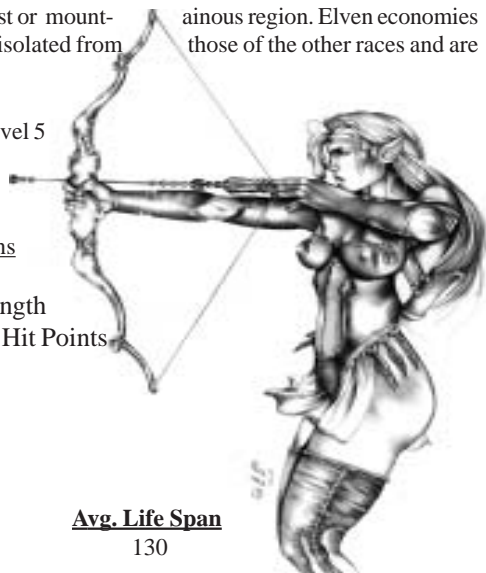 st or mount- ainous region. Elven economies
isolated from those of the other races and are
vel 5
ns
ngth
Hit Points
Avg. Life Span
130